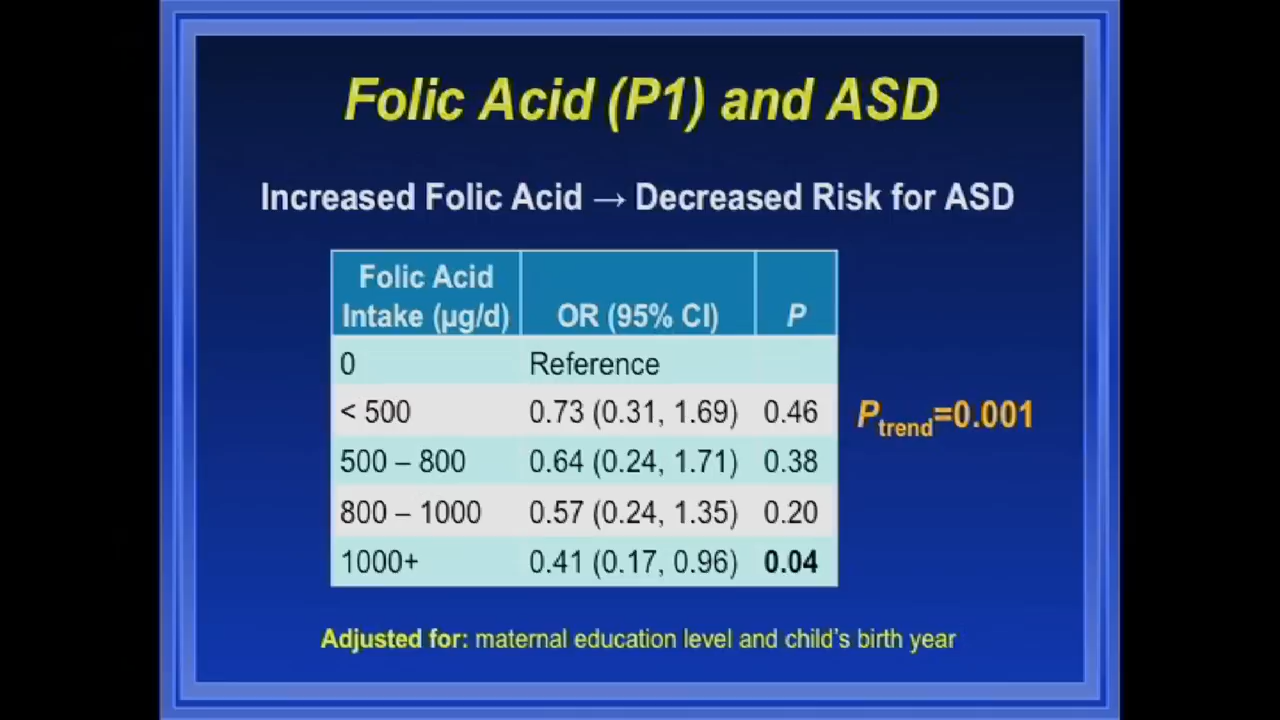 Folic Acid (P1) and ASD
Increased Folic Acid → Decreased Risk for ASD
Folic Acid
Intake (µg/d) OR (95% CI) P
0 Reference
< 500 0.73 (0.31, 1.69) 0.46
500 – 800 0.64 (0.24, 1.71) 0.38
800 – 1000 0.57 (0.24, 1.35) 0.20
1000+ 0.41 (0.17, 0.96) 0.04
Ptrend=0.001
Adjusted for: maternal education level and child's birth year